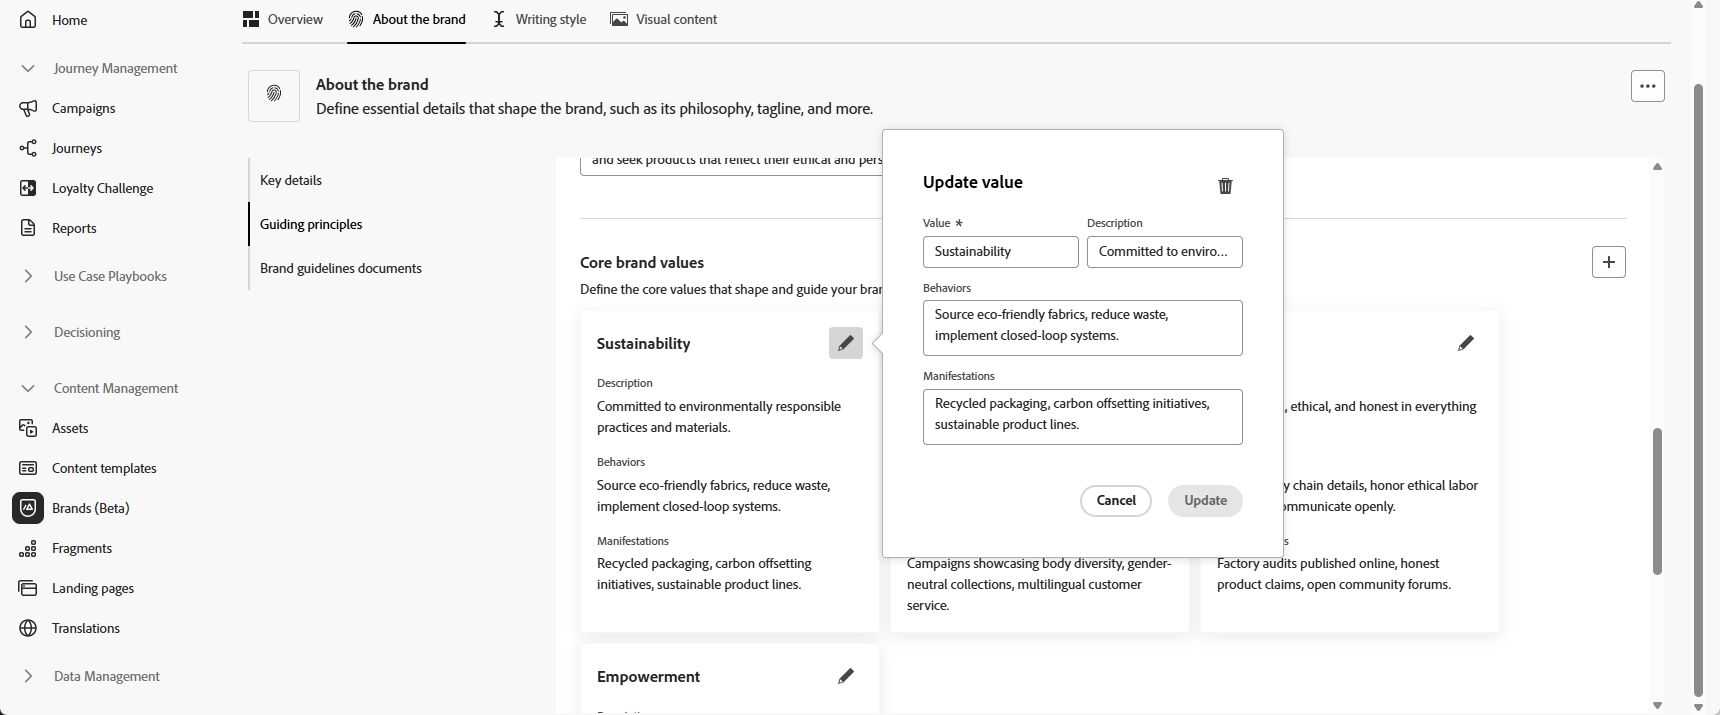 Home
Journey Management
Campaigns
Journeys
Loyalty Challenge
Reports
Use Case Playbooks
Decisioning
Content Management
Assets
Content templates
Brands (Beta)
Fragments
Landing pages
Translations
Data Management
Overview
About the brand
Writing style
Visual content
About the brand
Define essential details that shape the brand, such as its philosophy, tagline, and more.
Key details
Guiding principles
Brand guidelines documents
and seek products that reflect their ethical and pers
Core brand values
Define the core values that shape and guide your bran
Sustainability
Description
Committed to environmentally responsible
practices and materials.
Behaviors
Source eco-friendly fabrics, reduce waste,
implement closed-loop systems.
Manifestations
Recycled packaging, carbon offsetting
initiatives, sustainable product lines.
Update value
Value *
Description
Sustainability
Committed to enviro...
Behaviors
Source eco-friendly fabrics, reduce waste,
implement closed-loop systems.
Manifestations
Recycled packaging, carbon offsetting initiatives,
sustainable product lines.
Cancel
Update
Campaigns showcasing body diversity, gender-
neutral collections, multilingual customer
service.
, ethical, and honest in everything
y chain details, honor ethical labor
mmunicate openly.
s
Factory audits published online, honest
product claims, open community forums.
Empowerment